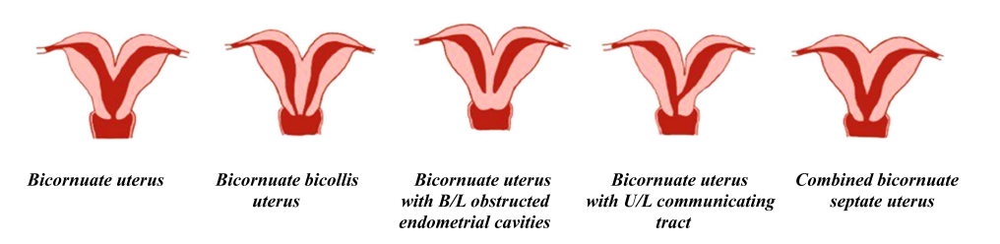 Bicornuate uterus
Bicornuate bicollis
uterus
Bicornuate uterus
with B/L obstructed
endometrial cavities
Bicornuate uterus
with U/L communicating
tract
Combined bicornuate
septate uterus